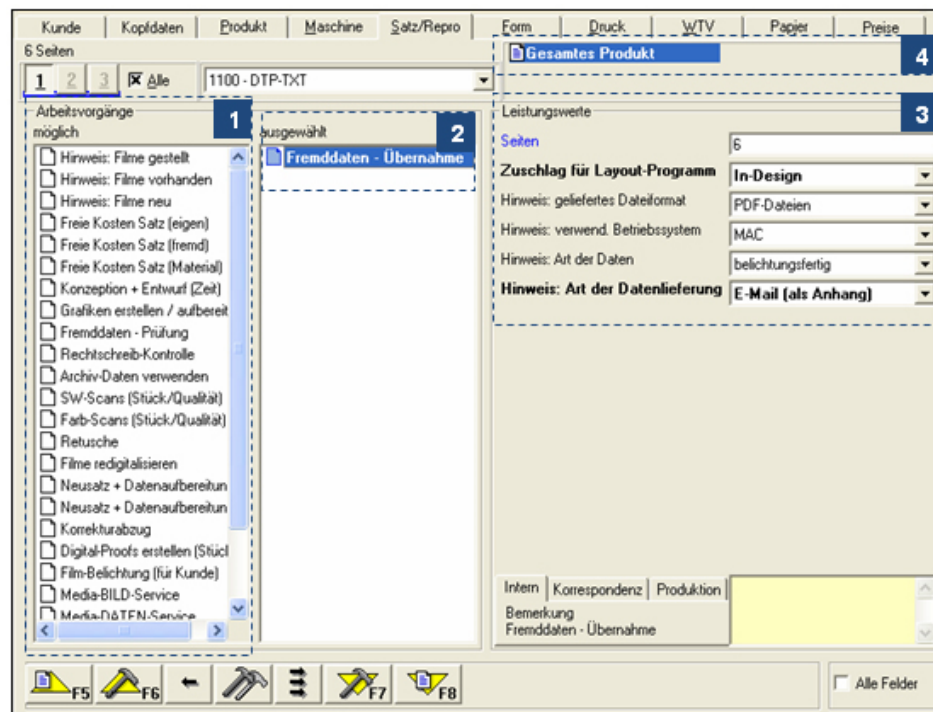 Kunde Kopfdaten Produkt Maschine Satz/Repro Form Druck WTV Papier Preise
6 Seiten
Gesamtes Produkt
4
1 2 3 Alle 1100 - DTP-TXT
Arbeitsvorgänge
möglich
1
Hinweis: Filme gestellt
Hinweis: Filme vorhanden
Hinweis: Filme neu
Freie Kosten Satz (eigen)
Freie Kosten Satz (fremd)
Freie Kosten Satz (Material)
Konzeption + Entwurf (Zeit)
Grafiken erstellen / aufbereit
Fremddaten - Prüfung
Rechtschreib-Kontrolle
Archiv-Daten verwenden
SW-Scans (Stück/Qualität)
Farb-Scans (Stück/Qualität)
Retusche
Filme redigitalisieren
Neusatz + Datenaufbereitun
Neusatz + Datenaufbereitun
Korrekturabzug
Digital-Proofs erstellen (Stücl
Film-Belichtung (für Kunde)
Media-BILD-Service
Media-DATEN-Service
ausgewählt
2
Fremddaten - Übernahme
Leistungswerte
3
Seiten 6
Zuschlag für Layout-Programm In-Design
Hinweis: geliefertes Dateiformat PDF-Dateien
Hinweis: verwend. Betriebssystem MAC
Hinweis: Art der Daten belichtungsfertig
Hinweis: Art der Datenlieferung E-Mail (als Anhang)
Intern Korrespondenz Produktion
Bemerkung
Fremddaten - Übernahme
F5 F6 F7 F8
Alle Felder